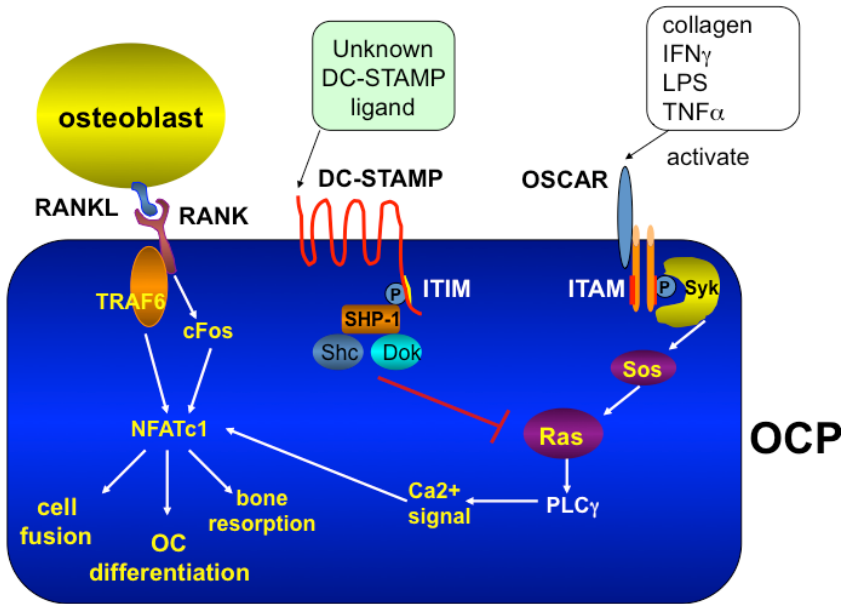 osteoblast
RANKL
RANK
TRAF6
cFos
NFATc1
cell
fusion
OC
differentiation
bone
resorption
Unknown
DC-STAMP
ligand
DC-STAMP
P
ITIM
SHP-1
Shc
Dok
collagen
IFNγ
LPS
TNFα
activate
OSCAR
ITAM
P
Syk
Sos
Ras
PLCγ
Ca2+
signal
OCP